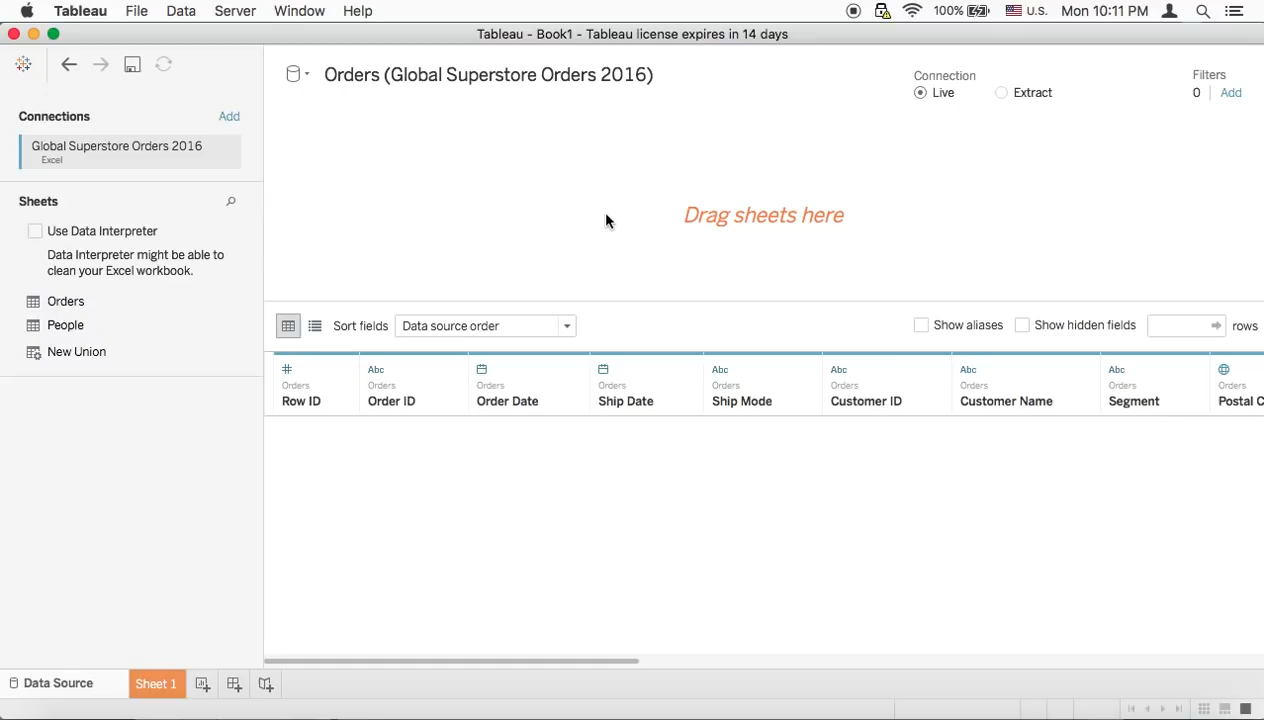 Tableau File Data Server Window Help 100% U.S. Mon 10:11 PM
Tableau - Book1 - Tableau license expires in 14 days
Orders (Global Superstore Orders 2016)
Connection
Live Extract
Filters
0 Add
Connections Add
Global Superstore Orders 2016
Excel
Sheets
Use Data Interpreter
Data Interpreter might be able to
clean your Excel workbook.
Orders
People
New Union
Drag sheets here
Sort fields Data source order Show aliases Show hidden fields rows
Abc Abc Abc Abc Abc
Orders Orders Orders Orders Orders Orders Orders Orders Orders
Row ID Order ID Order Date Ship Date Ship Mode Customer ID Customer Name Segment Postal C
Data Source Sheet 1